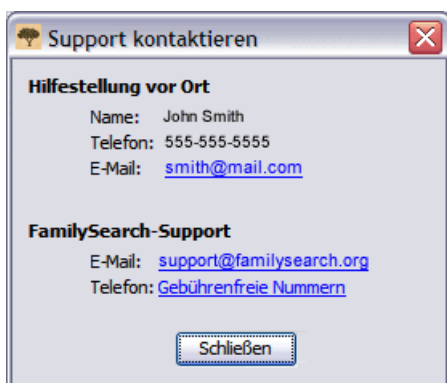 Support kontaktieren
Hilfestellung vor Ort
Name: John Smith
Telefon: 555-555-5555
E-Mail: smith@mail.com
FamilySearch-Support
E-Mail: support@familysearch.org
Telefon: Gebührenfreie Nummern
Schließen